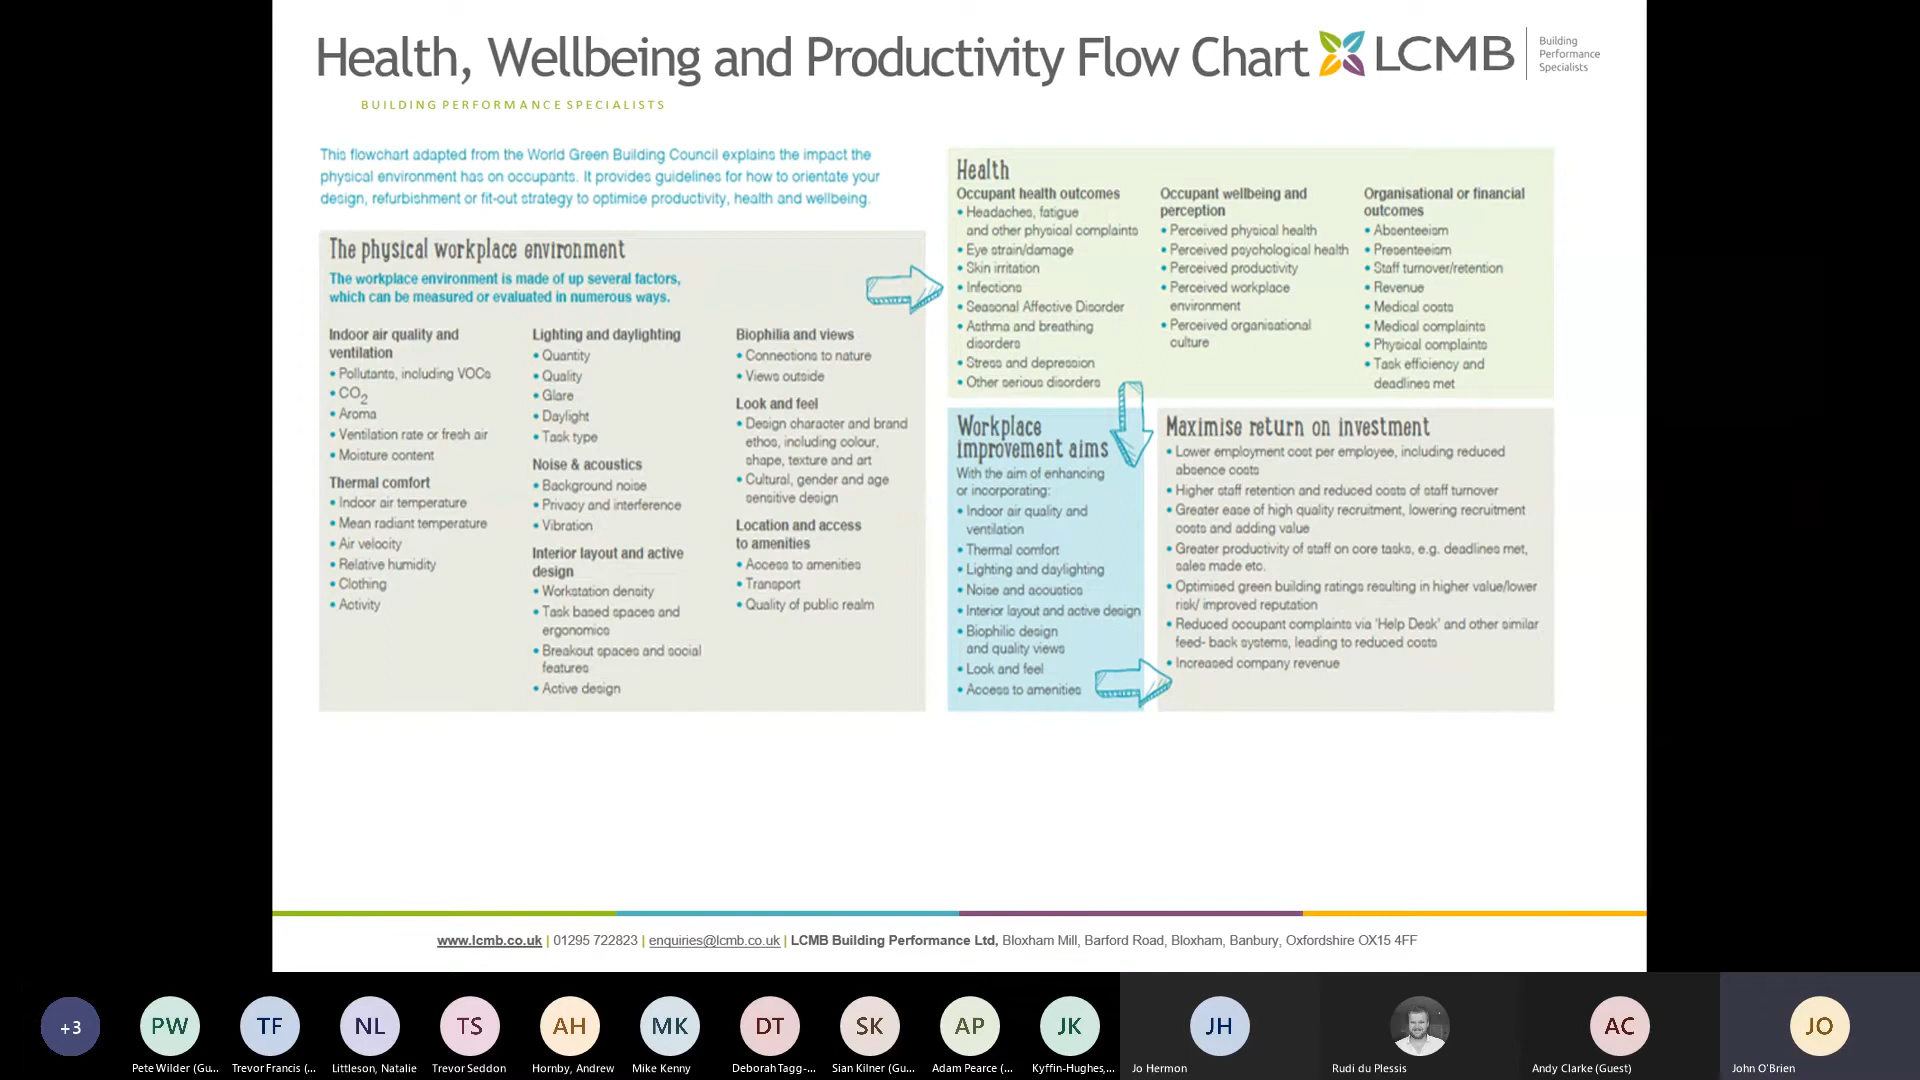 Health, Wellbeing and Productivity Flow Chart
LCMB
Building
Performance
Specialists
BUILDING PERFORMANCE SPECIALISTS
This flowchart adapted from the World Green Building Council explains the impact the
physical environment has on occupants. It provides guidelines for how to orientate your
design, refurbishment or fit-out strategy to optimise productivity, health and wellbeing.
The physical workplace environment
The workplace environment is made of up several factors,
which can be measured or evaluated in numerous ways.
Indoor air quality and
ventilation
• Pollutants, including VOCs
• CO2
• Aroma
• Ventilation rate or fresh air
• Moisture content
Thermal comfort
• Indoor air temperature
• Mean radiant temperature
• Air velocity
• Relative humidity
• Clothing
• Activity
Lighting and daylighting
• Quantity
• Quality
• Glare
• Daylight
• Task type
Noise & acoustics
• Background noise
• Privacy and interference
• Vibration
Interior layout and active
design
• Workstation density
• Task based spaces and
ergonomics
• Breakout spaces and social
features
• Active design
Biophilia and views
• Connections to nature
• Views outside
Look and feel
• Design character and brand
ethos, including colour,
shape, texture and art
• Cultural, gender and age
sensitive design
Location and access
to amenities
• Access to amenities
• Transport
• Quality of public realm
Health
Occupant health outcomes
• Headaches, fatigue
and other physical complaints
• Eye strain/damage
• Skin irritation
• Infections
• Seasonal Affective Disorder
• Asthma and breathing
disorders
• Stress and depression
• Other serious disorders
Occupant wellbeing and
perception
• Perceived physical health
• Perceived psychological health
• Perceived productivity
• Perceived workplace
environment
• Perceived organisational
culture
Organisational or financial
outcomes
• Absenteeism
• Presenteeism
• Staff turnover/retention
• Revenue
• Medical costs
• Medical complaints
• Physical complaints
• Task efficiency and
deadlines met
Workplace
improvement aims
With the aim of enhancing
or incorporating:
• Indoor air quality and
ventilation
• Thermal comfort
• Lighting and daylighting
• Noise and acoustics
• Interior layout and active design
• Biophilic design
and quality views
• Look and feel
• Access to amenities
Maximise return on investment
• Lower employment cost per employee, including reduced
absence costs
• Higher staff retention and reduced costs of staff turnover
• Greater ease of high quality recruitment, lowering recruitment
costs and adding value
• Greater productivity of staff on core tasks, e.g. deadlines met,
sales made etc.
• Optimised green building ratings resulting in higher value/lower
risk/ improved reputation
• Reduced occupant complaints via 'Help Desk' and other similar
feed- back systems, leading to reduced costs
• Increased company revenue
www.lcmb.co.uk | 01295 722823 | enquiries@lcmb.co.uk | LCMB Building Performance Ltd, Bloxham Mill, Barford Road, Bloxham, Banbury, Oxfordshire OX15 4FF
+3 PW TF NL TS AH MK DT SK AP JK JH AC JO
Pete Wilder (Gu... Trevor Francis (... Littleson, Natalie Trevor Seddon Hornby, Andrew Mike Kenny Deborah Tagg-... Sian Kilner (Gu... Adam Pearce (... Kyffin-Hughes,... Jo Hermon Rudi du Plessis Andy Clarke (Guest) John O'Brien